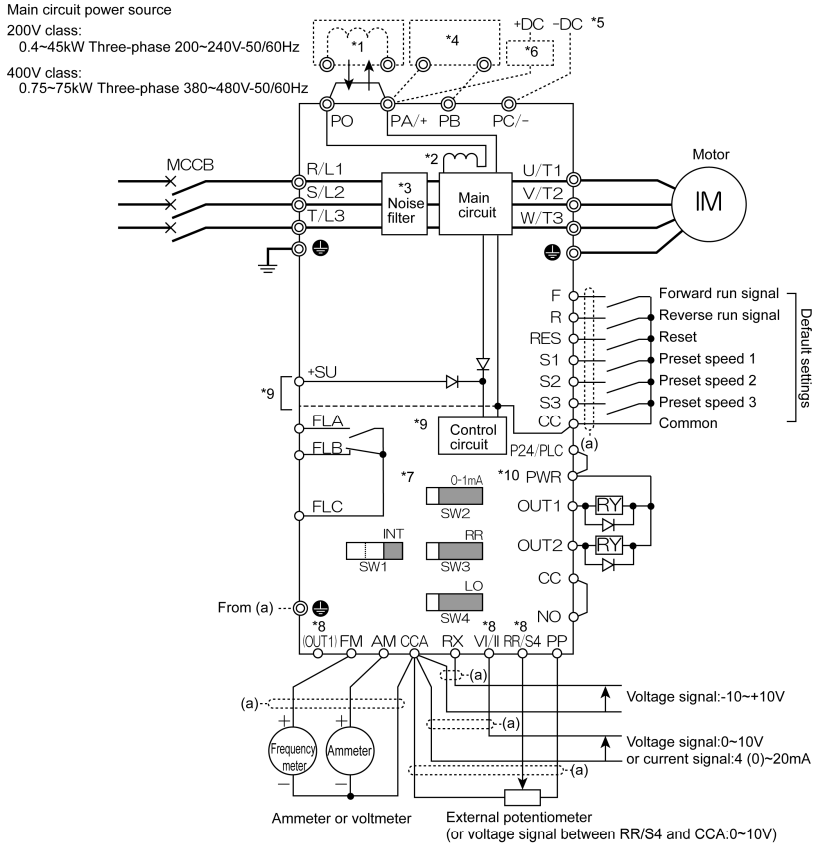 Main circuit power source
200V class:
0.4~45kW Three-phase 200~240V-50/60Hz
400V class:
0.75~75kW Three-phase 380~480V-50/60Hz
*1
*4
+DC -DC *5
*6
PO
PA/+
PB
PC/-
MCCB
R/L1
S/L2
T/L3
*3
Noise
filter
*2
Main
circuit
U/T1
V/T2
W/T3
Motor
IM
F
R
RES
S1
S2
S3
CC
Forward run signal
Reverse run signal
Reset
Preset speed 1
Preset speed 2
Preset speed 3
Common
Default settings
(a)
*9
+SU
FLA
FLB
FLC
*9
Control
circuit
P24/PLC
*10 PWR
OUT1
RY
OUT2
RY
CC
NO
*7
0-1mA
SW2
INT
SW1
RR
SW3
LO
SW4
From (a)
*8
(OUT1) FM AM CCA RX VI/II RR/S4 PP
*8
*8
(a)
Voltage signal:-10~+10V
(a)
(a)
Voltage signal:0~10V
or current signal:4 (0)~20mA
(a)
+
Frequency
meter
−
+
Ammeter
−
Ammeter or voltmeter
External potentiometer
(or voltage signal between RR/S4 and CCA:0~10V)